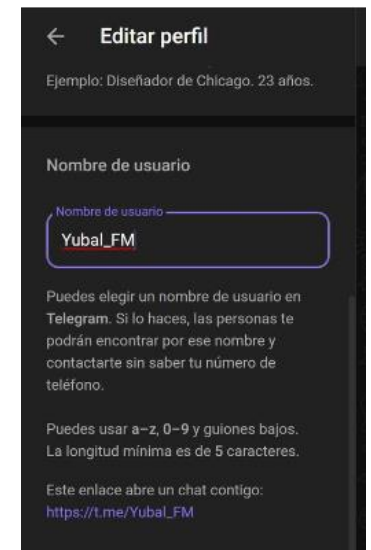 Editar perfil
Ejemplo: Diseñador de Chicago. 23 años.
Nombre de usuario
Nombre de usuario
Yubal_FM
Puedes elegir un nombre de usuario en
Telegram. Si lo haces, las personas te
podrán encontrar por ese nombre y
contactarte sin saber tu número de
teléfono.
Puedes usar a–z, 0–9 y guiones bajos.
La longitud mínima es de 5 caracteres.
Este enlace abre un chat contigo:
https://t.me/Yubal_FM